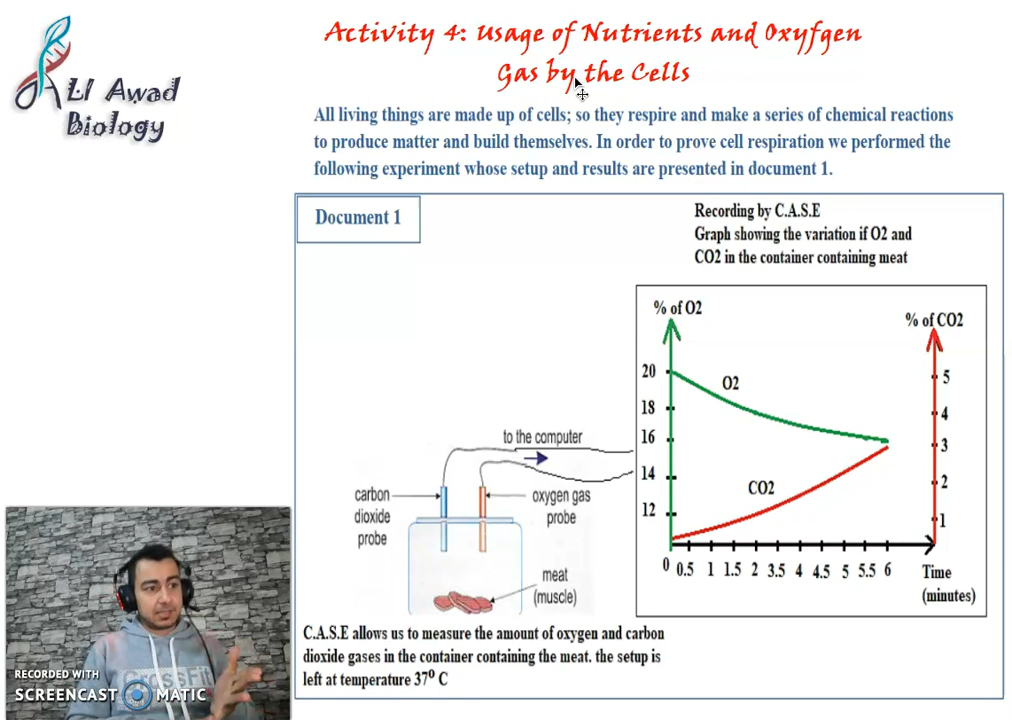 Activity 4: Usage of Nutrients and Oxyfgen
Gas by the Cells
ALI Awad
Biology
All living things are made up of cells; so they respire and make a series of chemical reactions
to produce matter and build themselves. In order to prove cell respiration we performed the
following experiment whose setup and results are presented in document 1.
Document 1
Recording by C.A.S.E
Graph showing the variation if O2 and
CO2 in the container containing meat
% of O2
% of CO2
20
18
16
14
12
O2
CO2
5
4
3
2
1
0 0.5 1 1.5 2 3.5 3 4 4.5 5 5.5 6
Time
(minutes)
to the computer
carbon
dioxide
probe
oxygen gas
probe
meat
(muscle)
C.A.S.E allows us to measure the amount of oxygen and carbon
dioxide gases in the container containing the meat. the setup is
left at temperature 37⁰ C
CrossFit
RECORDED WITH
SCREENCAST MATIC